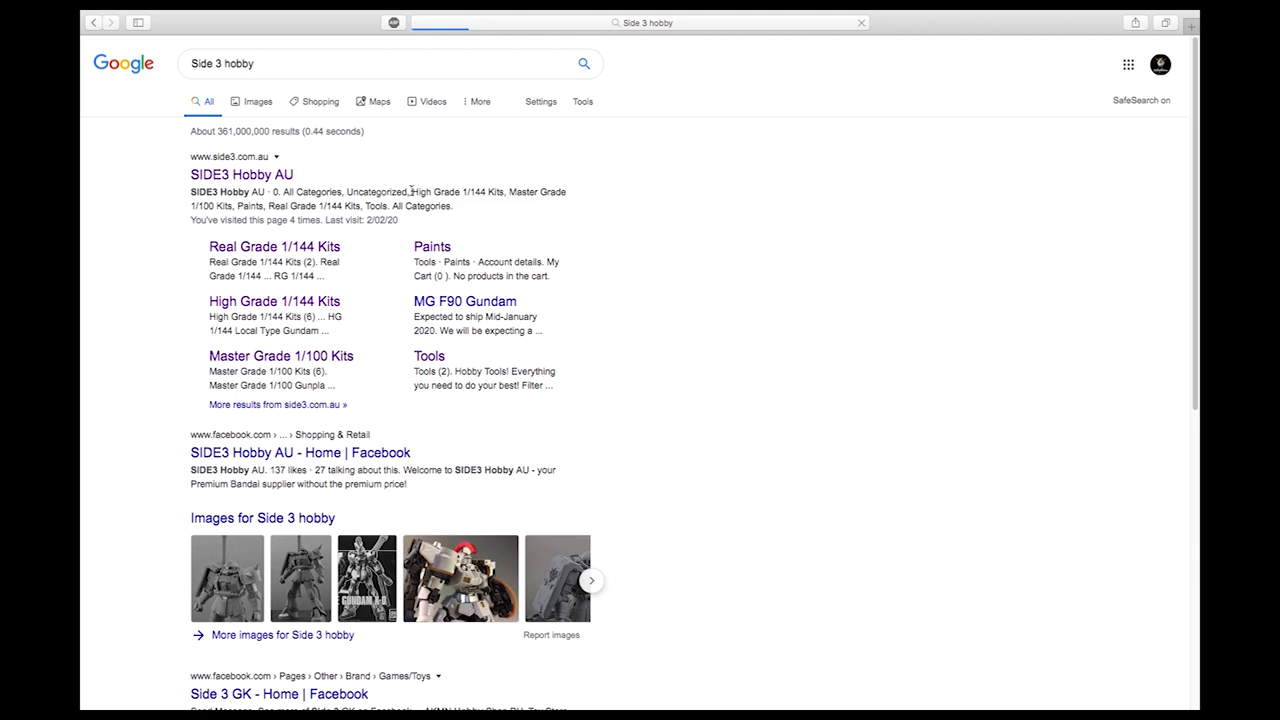 ABP
Side 3 hobby
Google
Side 3 hobby
All Images Shopping Maps Videos More Settings Tools
SafeSearch on
About 361,000,000 results (0.44 seconds)
www.side3.com.au
SIDE3 Hobby AU
SIDE3 Hobby AU · 0. All Categories, Uncategorized, High Grade 1/144 Kits, Master Grade
1/100 Kits, Paints, Real Grade 1/144 Kits, Tools. All Categories.
You've visited this page 4 times. Last visit: 2/02/20
Real Grade 1/144 Kits
Real Grade 1/144 Kits (2). Real
Grade 1/144 ... RG 1/144 ...
Paints
Tools · Paints · Account details. My
Cart (0 ). No products in the cart.
High Grade 1/144 Kits
High Grade 1/144 Kits (6) ... HG
1/144 Local Type Gundam ...
MG F90 Gundam
Expected to ship Mid-January
2020. We will be expecting a ...
Master Grade 1/100 Kits
Master Grade 1/100 Kits (6).
Master Grade 1/100 Gunpla ...
Tools
Tools (2). Hobby Tools! Everything
you need to do your best! Filter ...
More results from side3.com.au »
www.facebook.com › ... › Shopping & Retail
SIDE3 Hobby AU - Home | Facebook
SIDE3 Hobby AU. 137 likes · 27 talking about this. Welcome to SIDE3 Hobby AU - your
Premium Bandai supplier without the premium price!
Images for Side 3 hobby
GUNDAM X-0
More images for Side 3 hobby
Report images
www.facebook.com › Pages › Other › Brand › Games/Toys
Side 3 GK - Home | Facebook